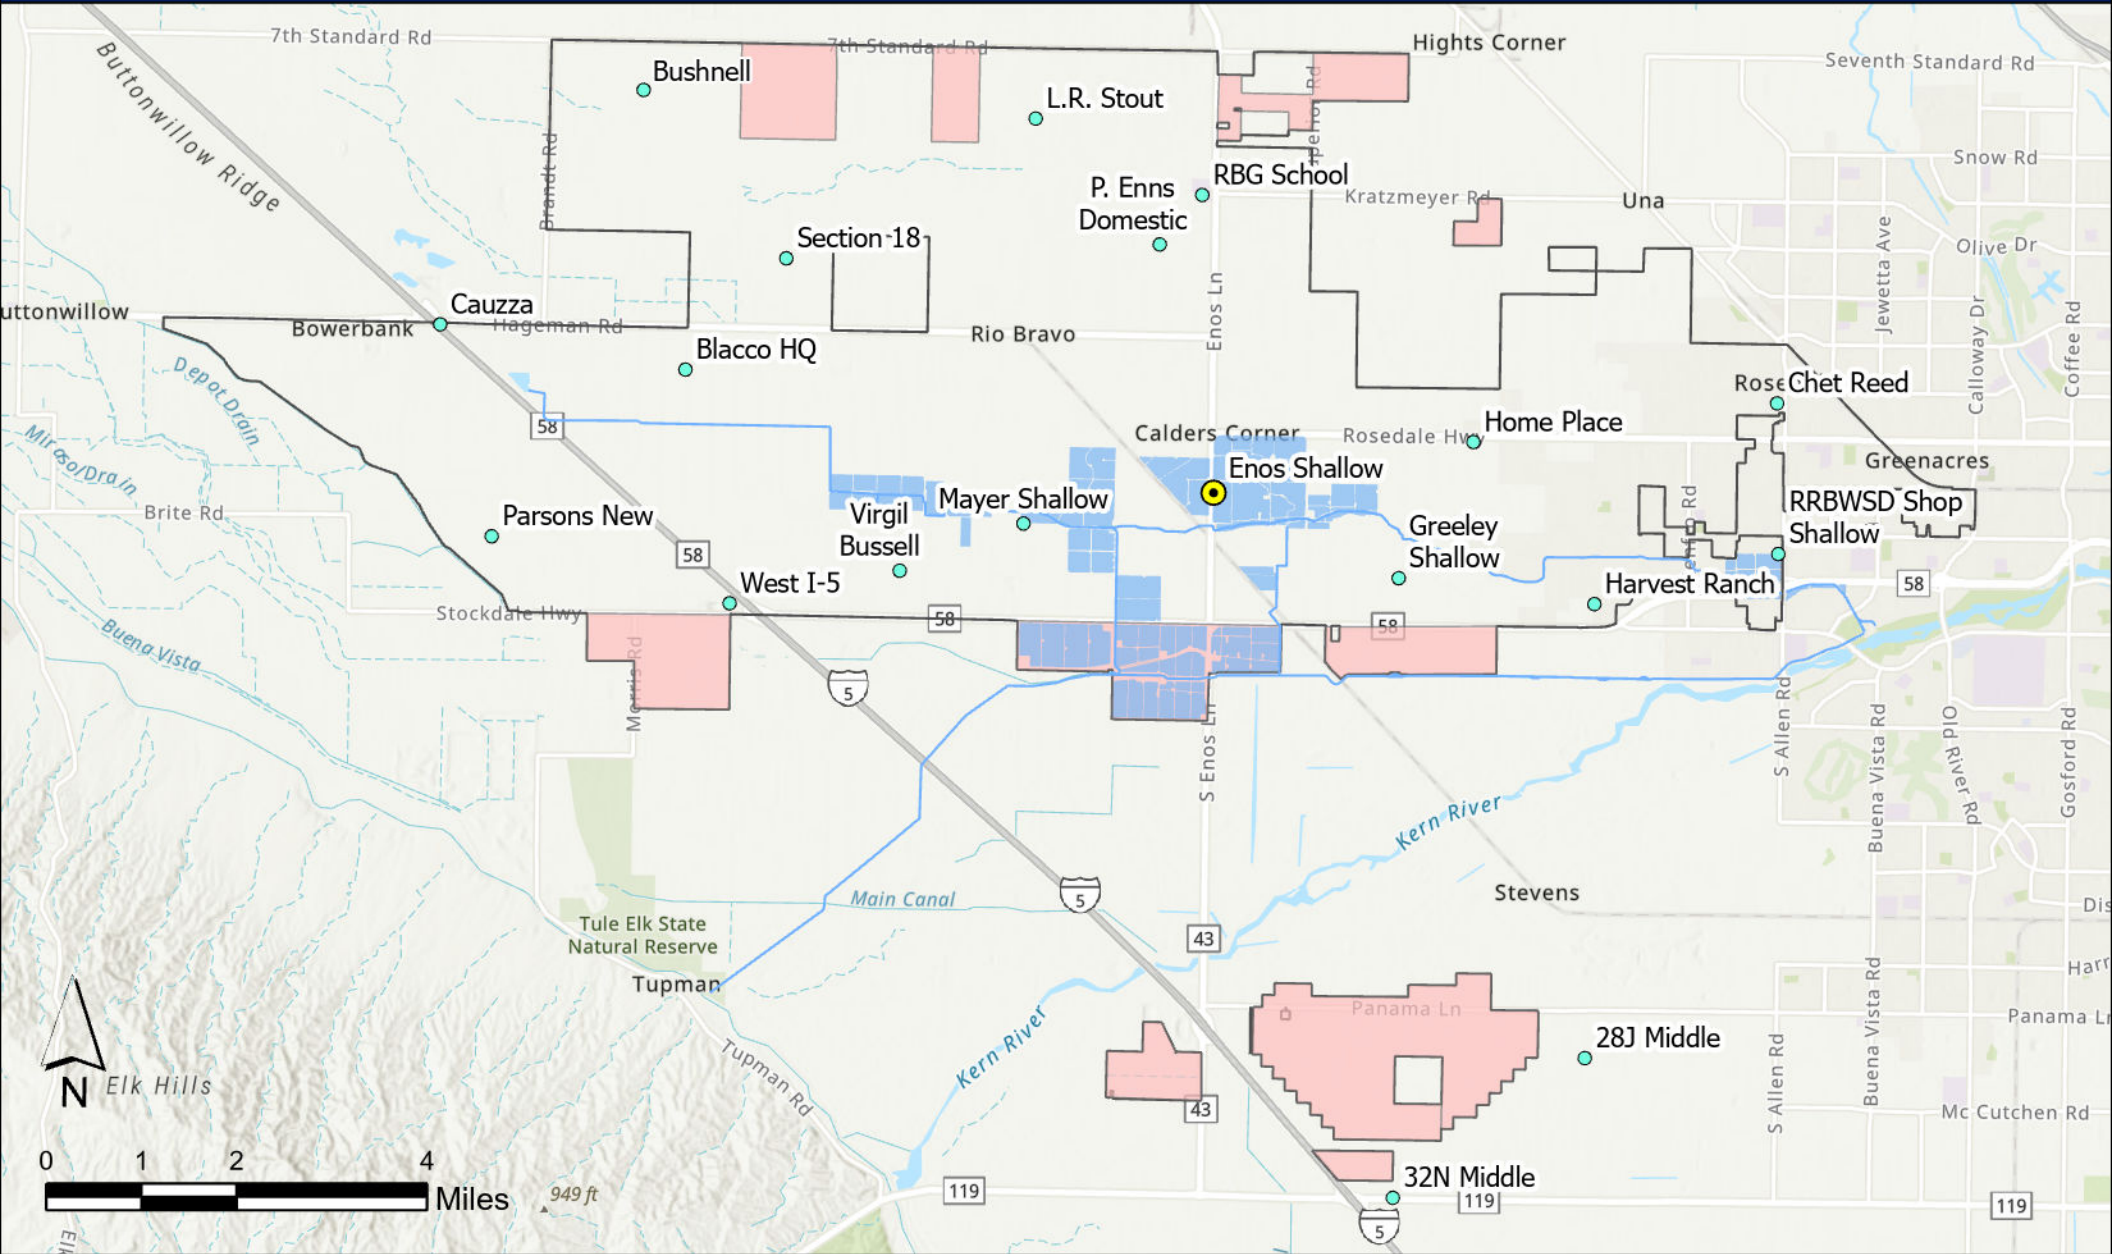 7th Standard Rd
7th Standard Rd
Hights Corner
Seventh Standard Rd
Buttonwillow Ridge
Bushnell
L.R. Stout
Snow Rd
Brandt Rd
RBG School
P. Enns
Domestic
Kratzmeyer Rd
Una
Section 18
Olive Dr
Jewetta Ave
Calloway Dr
Coffee Rd
Enos Ln
uttonwillow
Cauzza
Bowerbank
Hageman Rd
Rio Bravo
Blacco HQ
Depot Drain
Chet Reed
58
Calders Corner
Rosedale Hwy
Home Place
Greenacres
Enos Shallow
Mayer Shallow
RRBWSD Shop
Shallow
Brite Rd
Parsons New
Virgil
Bussell
Greeley
Shallow
58
West I-5
Harvest Ranch
58
Stockdale Hwy
58
58
Buena Vista
Morris Rd
5
S Enos Ln
S Allen Rd
Buena Vista Rd
Old River Rd
Gosford Rd
Kern River
Main Canal
5
Stevens
Tule Elk State
Natural Reserve
43
Tupman
Panama Ln
Panama Ln
Kern River
28J Middle
Tupman Rd
S Allen Rd
Buena Vista Rd
N
Elk Hills
43
Mc Cutchen Rd
0 1 2 4
Miles
949 ft
119
32N Middle
119
119
5